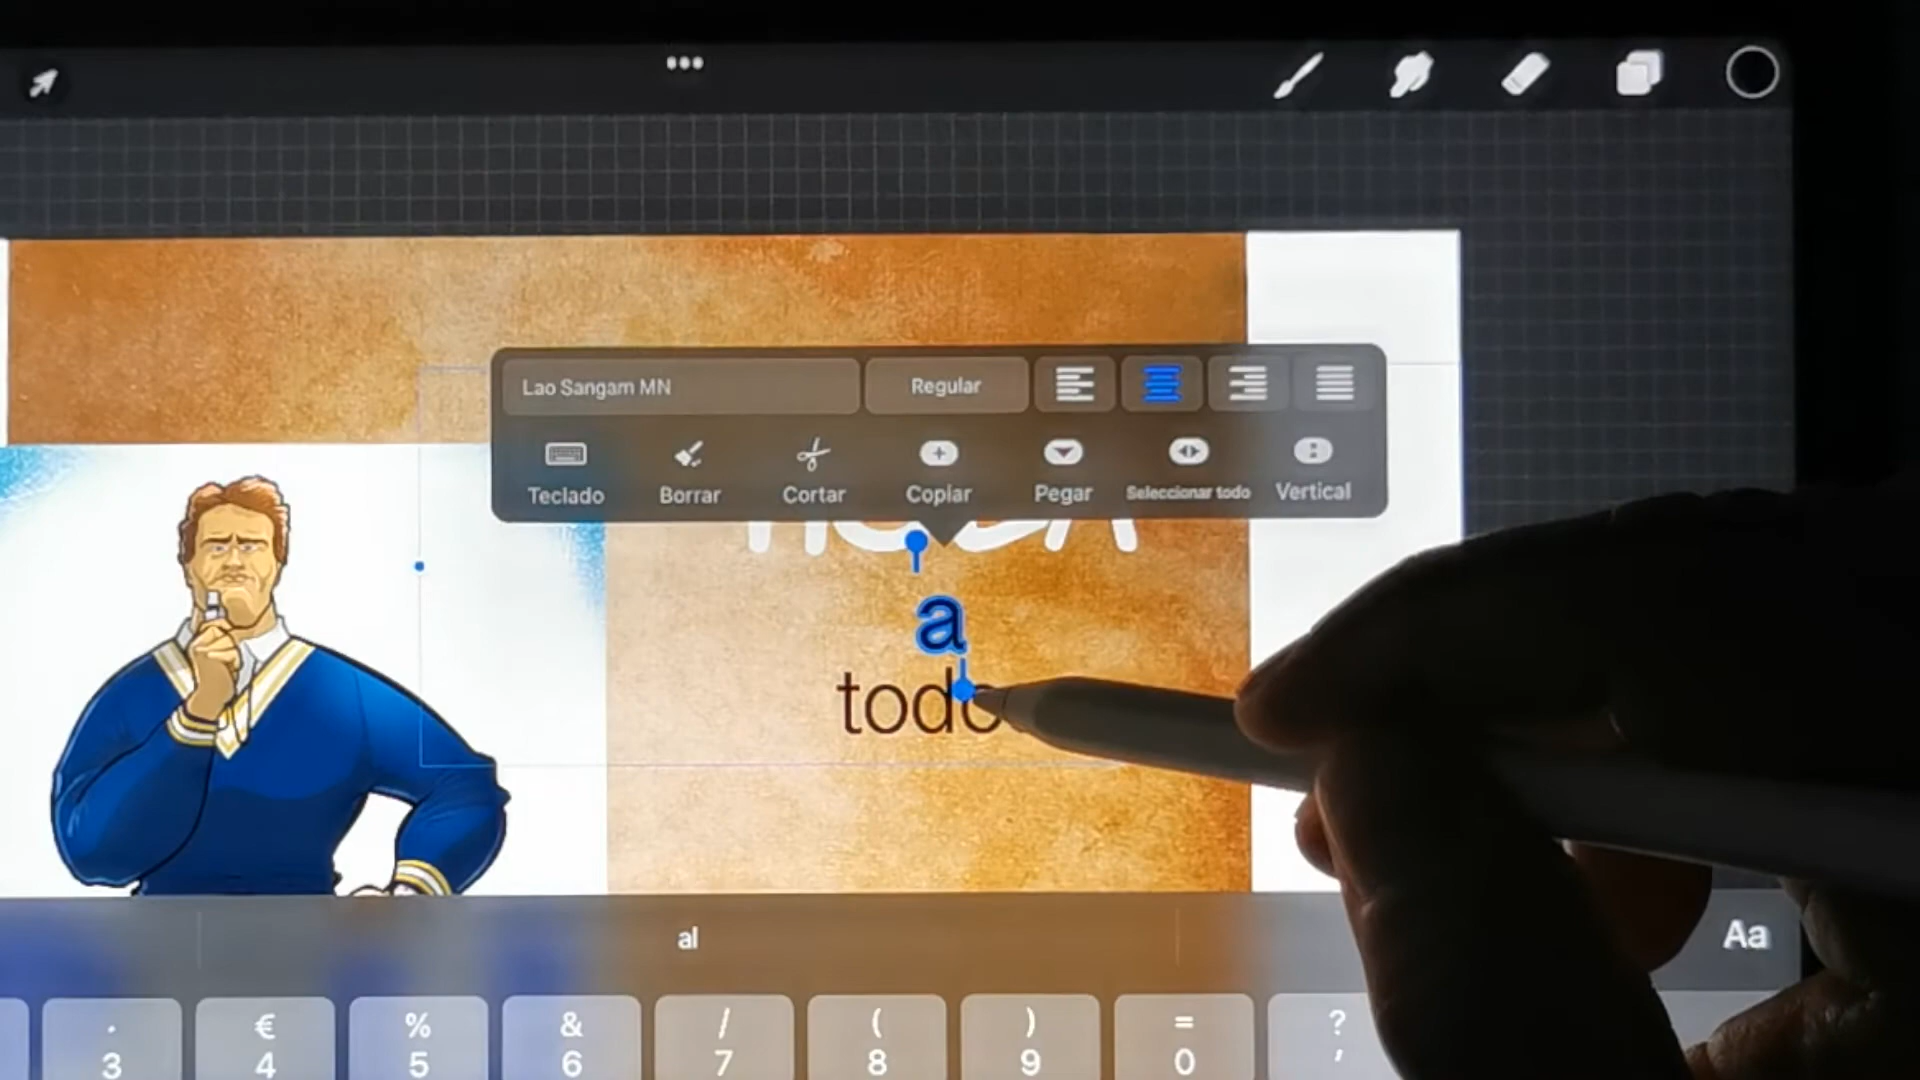 Lao Sangam MN Regular
Teclado Borrar Cortar Copiar Pegar Seleccionar todo Vertical
a
todo
al
Aa
· € % & / ( ) = ?
3 4 5 6 7 8 9 0 '